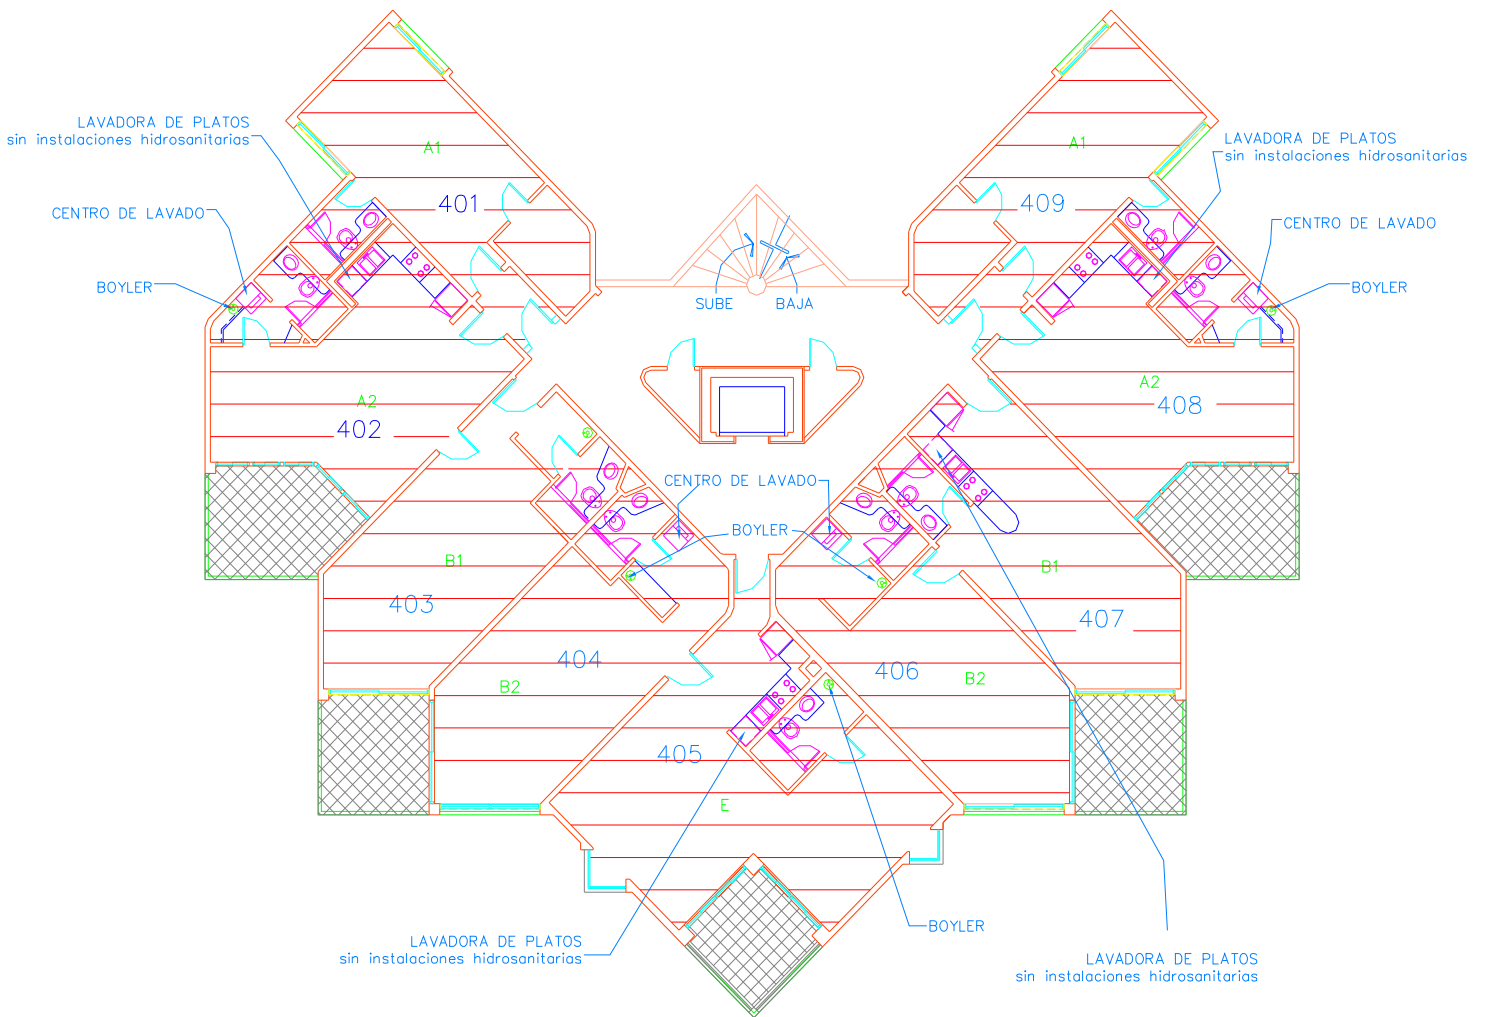 LAVADORA DE PLATOS
sin instalaciones hidrosanitarias
LAVADORA DE PLATOS
sin instalaciones hidrosanitarias
A1
A1
401
409
CENTRO DE LAVADO
CENTRO DE LAVADO
BOYLER
BOYLER
SUBE
BAJA
A2
A2
402
408
CENTRO DE LAVADO
BOYLER
B1
B1
403
407
404
406
B2
B2
405
E
BOYLER
LAVADORA DE PLATOS
sin instalaciones hidrosanitarias
LAVADORA DE PLATOS
sin instalaciones hidrosanitarias